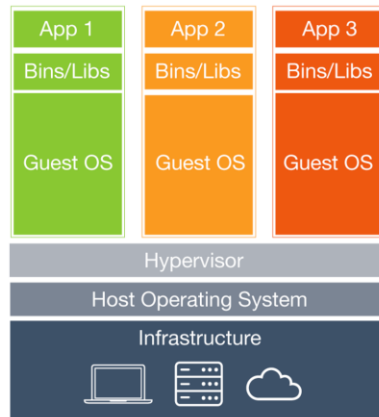 App 1
App 2
App 3
Bins/Libs
Bins/Libs
Bins/Libs
Guest OS
Guest OS
Guest OS
Hypervisor
Host Operating System
Infrastructure